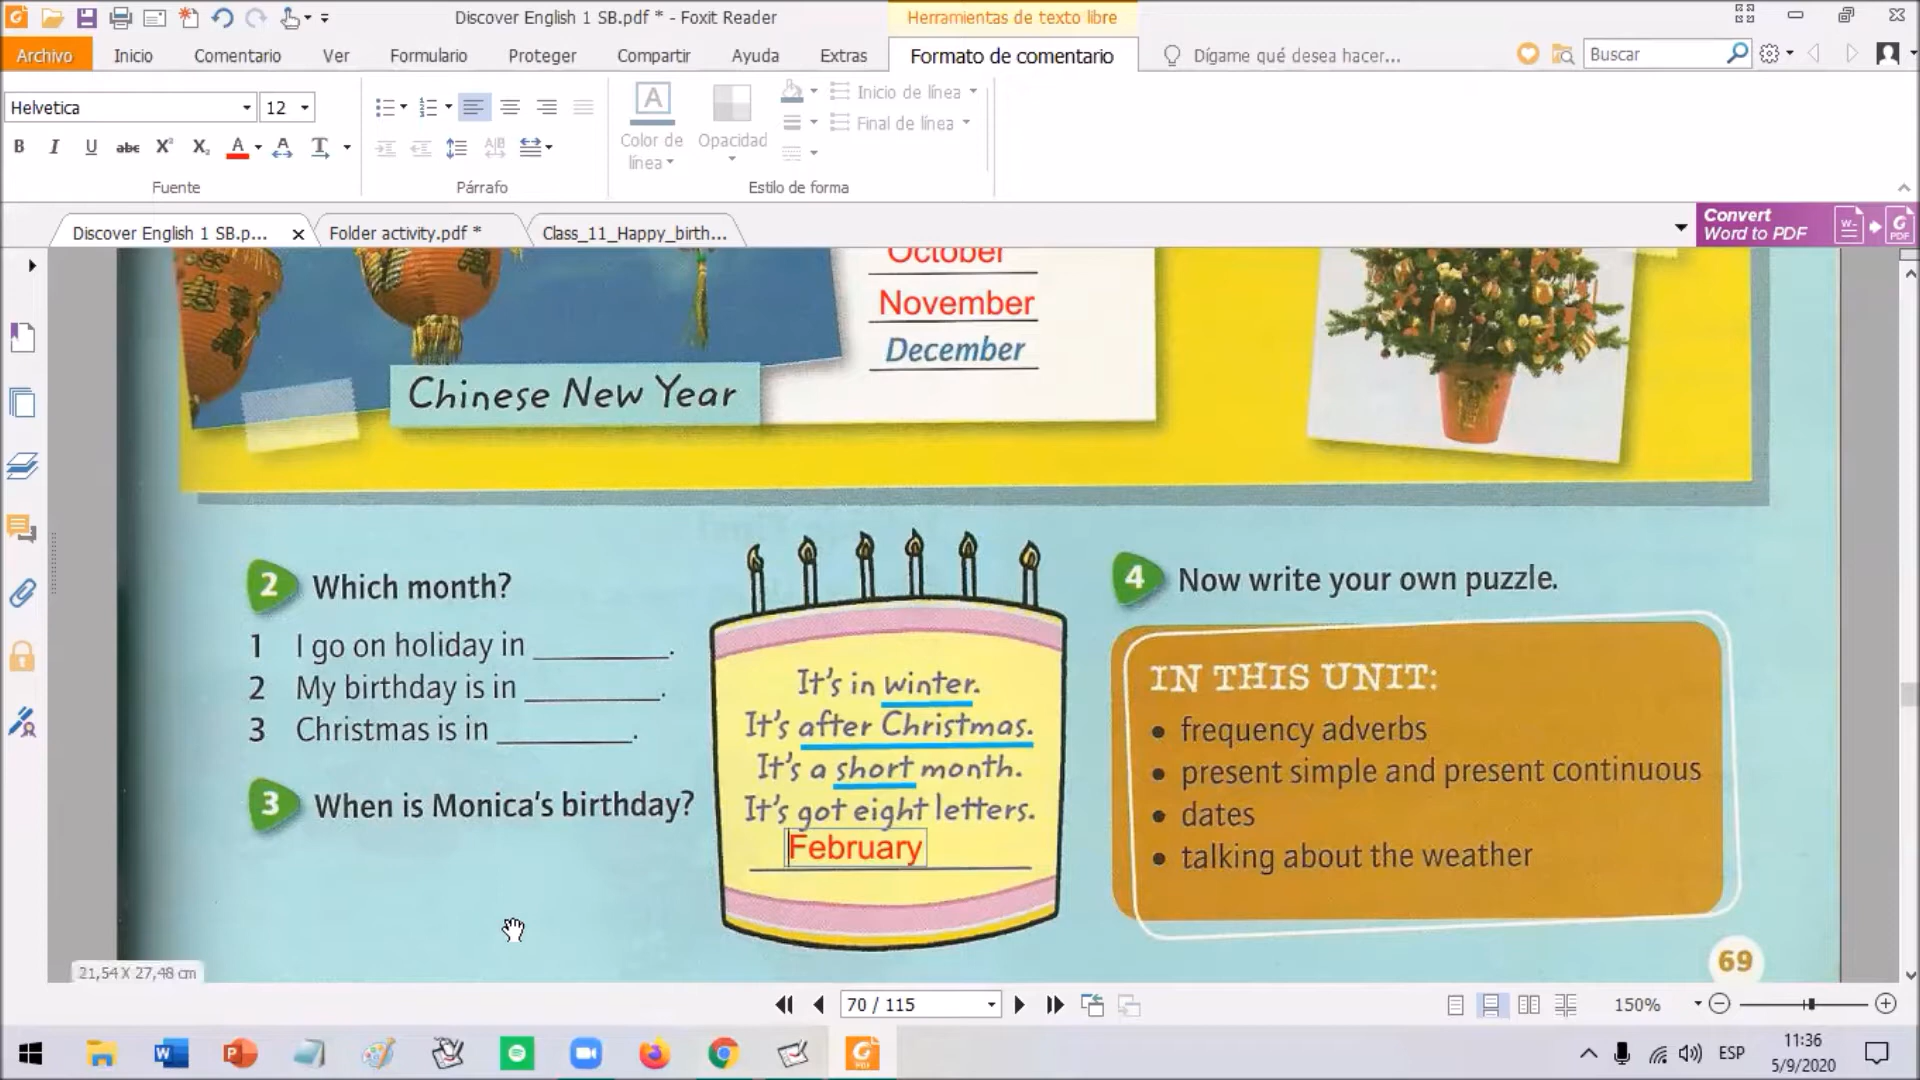 Discover English 1 SB.pdf * - Foxit Reader
Herramientas de texto libre
Archivo
Inicio
Comentario
Ver
Formulario
Proteger
Compartir
Ayuda
Extras
Formato de comentario
Dígame qué desea hacer...
Buscar
Helvetica
12
Color de
línea
Opacidad
Inicio de línea
Final de línea
Fuente
Párrafo
Estilo de forma
Discover English 1 SB.p...
Folder activity.pdf *
Class_11_Happy_birth...
Convert
Word to PDF
October
November
December
Chinese New Year
2 Which month?
1 I go on holiday in ________.
2 My birthday is in ________.
3 Christmas is in ________.
3 When is Monica's birthday?
It's in winter.
It's after Christmas.
It's a short month.
It's got eight letters.
February
4 Now write your own puzzle.
IN THIS UNIT:
• frequency adverbs
• present simple and present continuous
• dates
• talking about the weather
69
21,54 X 27,48 cm
70 / 115
150%
ESP
11:36
5/9/2020